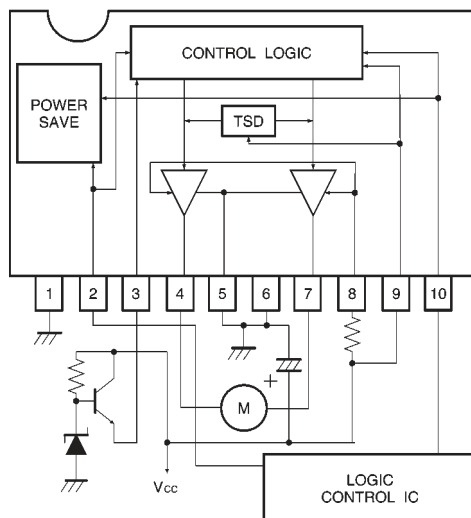 CONTROL LOGIC
POWER
SAVE
TSD
1 2 3 4 5 6 7 8 9 10
+
M
Vcc
LOGIC
CONTROL IC